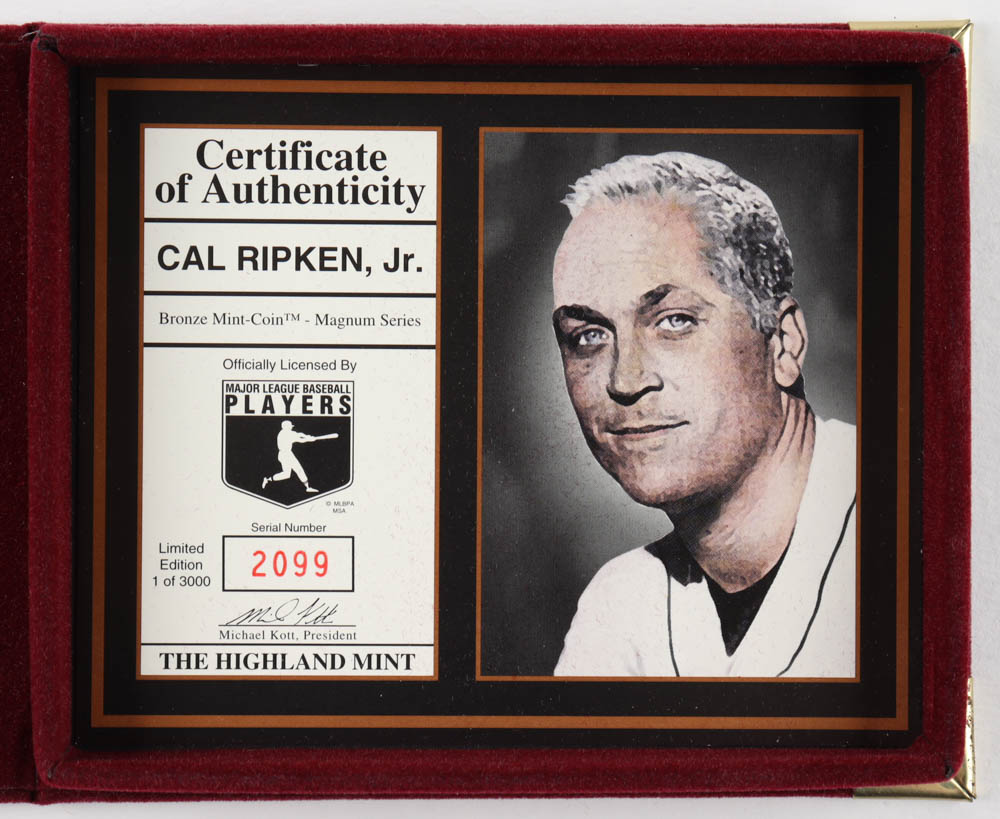 Certificate
of Authenticity
CAL RIPKEN, Jr.
Bronze Mint-Coin™ - Magnum Series
Officially Licensed By
MAJOR LEAGUE BASEBALL
PLAYERS
© MLBPA
MSA
Serial Number
Limited
Edition
1 of 3000
2099
Michael Kott, President
THE HIGHLAND MINT